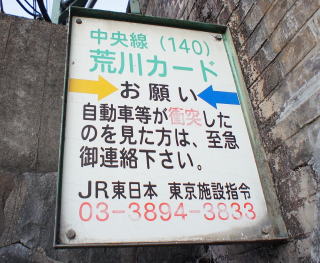 中央線（140）
荒川カード
お願い
自動車等が衝突した
のを見た方は、至急
御連絡下さい。
JR東日本 東京施設指令
03-3894-3833